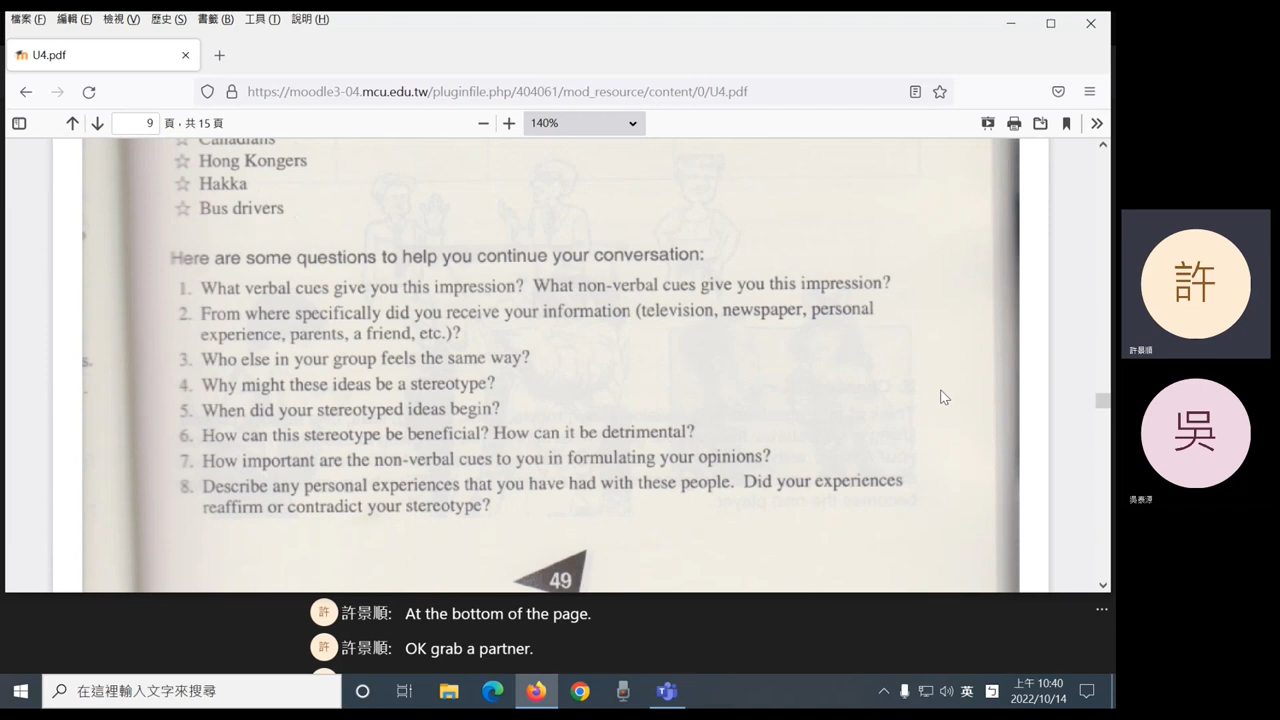 檔案(F) 編輯(E) 檢視(V) 歷史(S) 書籤(B) 工具(T) 說明(H)
U4.pdf
https://moodle3-04.mcu.edu.tw/pluginfile.php/404061/mod_resource/content/0/U4.pdf
9 頁，共 15 頁
140%
☆ Canadians
☆ Hong Kongers
☆ Hakka
☆ Bus drivers
Here are some questions to help you continue your conversation:
1. What verbal cues give you this impression? What non-verbal cues give you this impression?
2. From where specifically did you receive your information (television, newspaper, personal
experience, parents, a friend, etc.)?
3. Who else in your group feels the same way?
4. Why might these ideas be a stereotype?
5. When did your stereotyped ideas begin?
6. How can this stereotype be beneficial? How can it be detrimental?
7. How important are the non-verbal cues to you in formulating your opinions?
8. Describe any personal experiences that you have had with these people. Did your experiences
reaffirm or contradict your stereotype?
49
許
許景順
吳
許 許景順: At the bottom of the page.
許 許景順: OK grab a partner.
在這裡輸入文字來搜尋
英
上午 10:40
2022/10/14